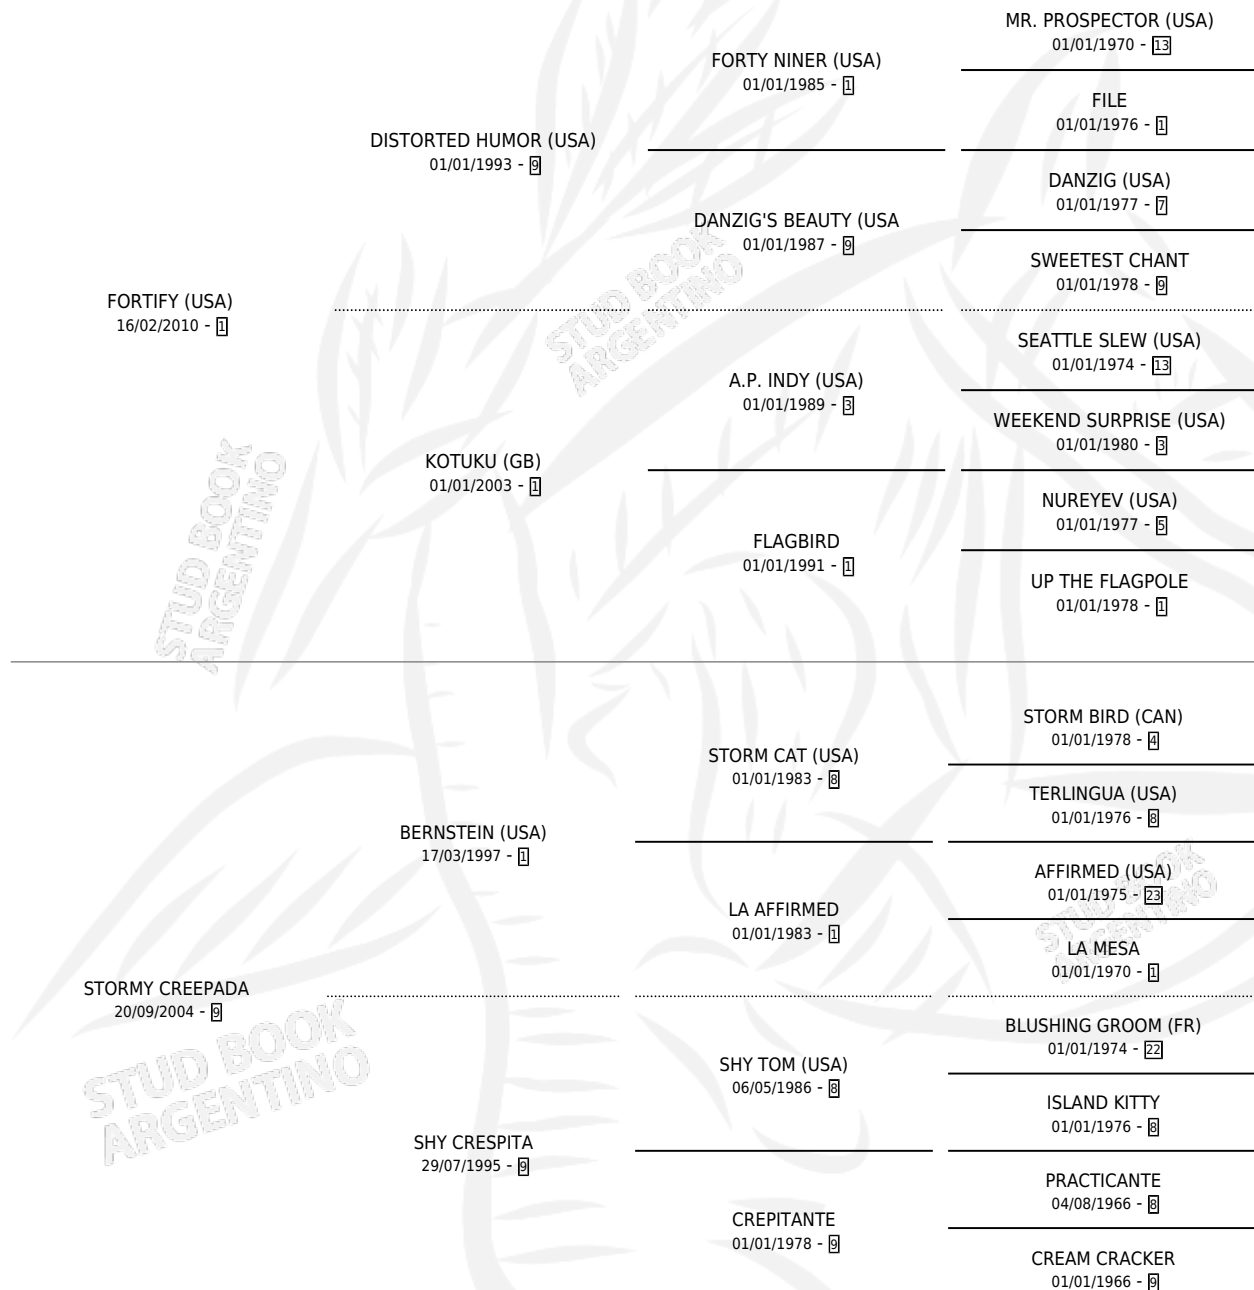 MR. PROSPECTOR (USA)
01/01/1970 - 13
FORTY NINER (USA)
01/01/1985 - 1
FILE
01/01/1976 - 1
DISTORTED HUMOR (USA)
01/01/1993 - 9
DANZIG (USA)
01/01/1977 - 7
DANZIG'S BEAUTY (USA
01/01/1987 - 9
SWEETEST CHANT
01/01/1978 - 9
FORTIFY (USA)
16/02/2010 - 1
SEATTLE SLEW (USA)
01/01/1974 - 13
A.P. INDY (USA)
01/01/1989 - 3
WEEKEND SURPRISE (USA)
01/01/1980 - 3
KOTUKU (GB)
01/01/2003 - 1
NUREYEV (USA)
01/01/1977 - 5
FLAGBIRD
01/01/1991 - 1
UP THE FLAGPOLE
01/01/1978 - 1
STORM BIRD (CAN)
01/01/1978 - 4
STORM CAT (USA)
01/01/1983 - 8
TERLINGUA (USA)
01/01/1976 - 8
BERNSTEIN (USA)
17/03/1997 - 1
AFFIRMED (USA)
01/01/1975 - 23
LA AFFIRMED
01/01/1983 - 1
LA MESA
01/01/1970 - 1
STORMY CREEPADA
20/09/2004 - 9
BLUSHING GROOM (FR)
01/01/1974 - 22
SHY TOM (USA)
06/05/1986 - 8
ISLAND KITTY
01/01/1976 - 8
SHY CRESPITA
29/07/1995 - 9
PRACTICANTE
04/08/1966 - 8
CREPITANTE
01/01/1978 - 9
CREAM CRACKER
01/01/1966 - 9
STUD BOOK
ARGENTINO
STUD BOOK
ARGENTINO
STUD BOOK
ARGENTINO
STUD BOOK
ARGENTINO